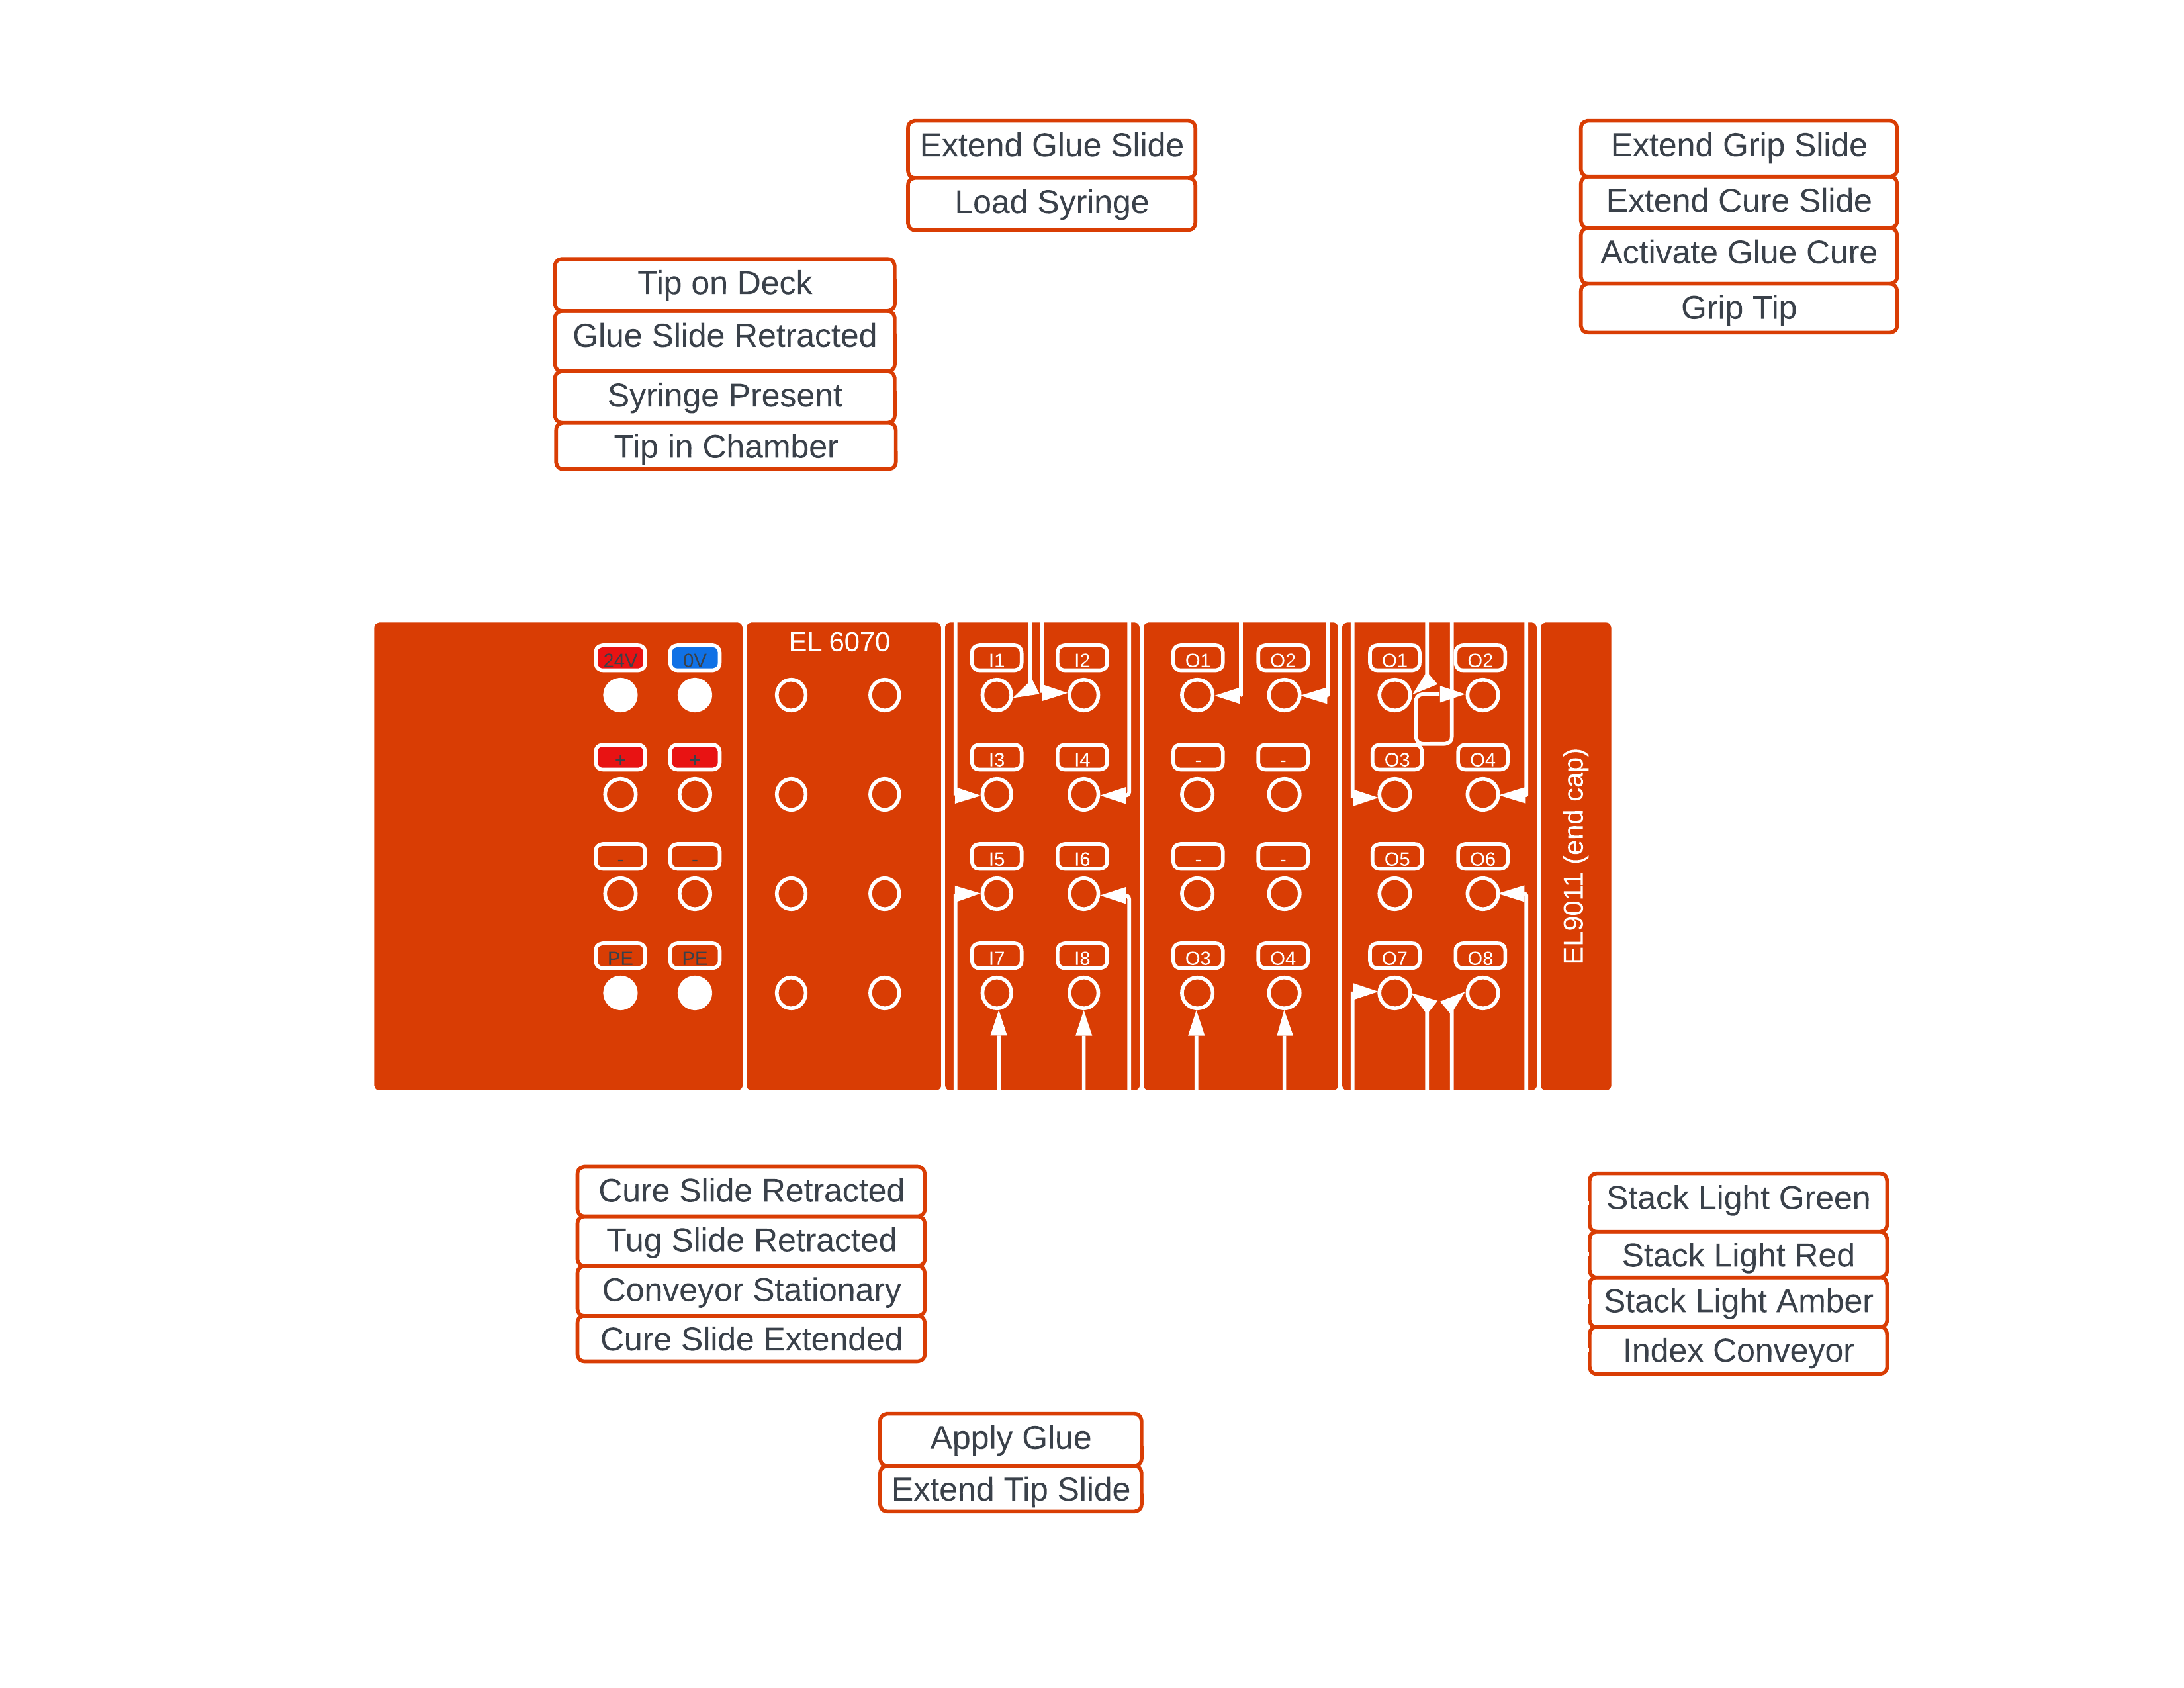 Extend Glue Slide
Load Syringe
Extend Grip Slide
Extend Cure Slide
Activate Glue Cure
Grip Tip
Tip on Deck
Glue Slide Retracted
Syringe Present
Tip in Chamber
EL 6070
24V 0V I1 I2 O1 O2 O1 O2
+ + I3 I4 - - O3 O4
- - I5 I6 - - O5 O6
PE PE I7 I8 O3 O4 O7 O8
EL9011 (end cap)
Cure Slide Retracted
Tug Slide Retracted
Conveyor Stationary
Cure Slide Extended
Stack Light Green
Stack Light Red
Stack Light Amber
Index Conveyor
Apply Glue
Extend Tip Slide